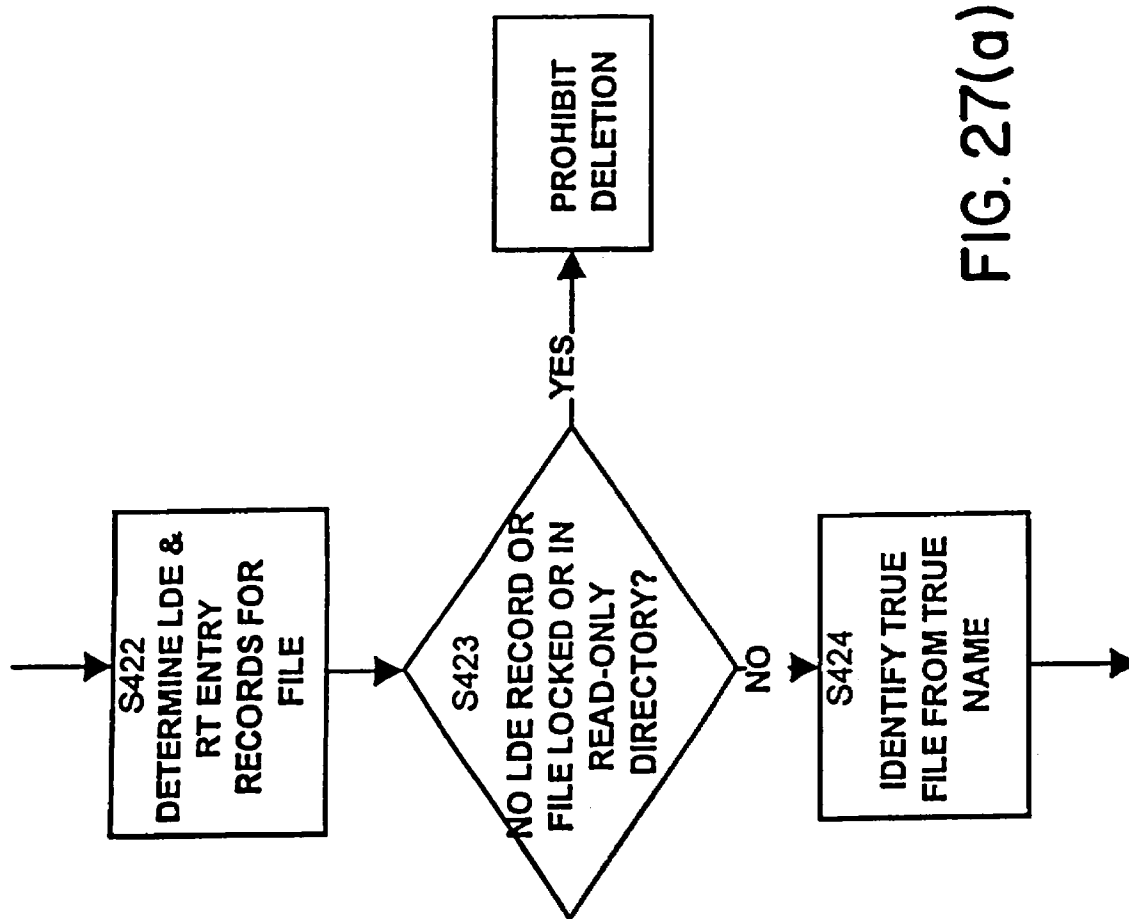 S422
DETERMINE LDE &
RT ENTRY
RECORDS FOR
FILE
S423
NO LDE RECORD OR
FILE LOCKED OR IN
READ-ONLY
DIRECTORY?
YES
PROHIBIT
DELETION
NO
S424
IDENTIFY TRUE
FILE FROM TRUE
NAME
FIG. 27(a)